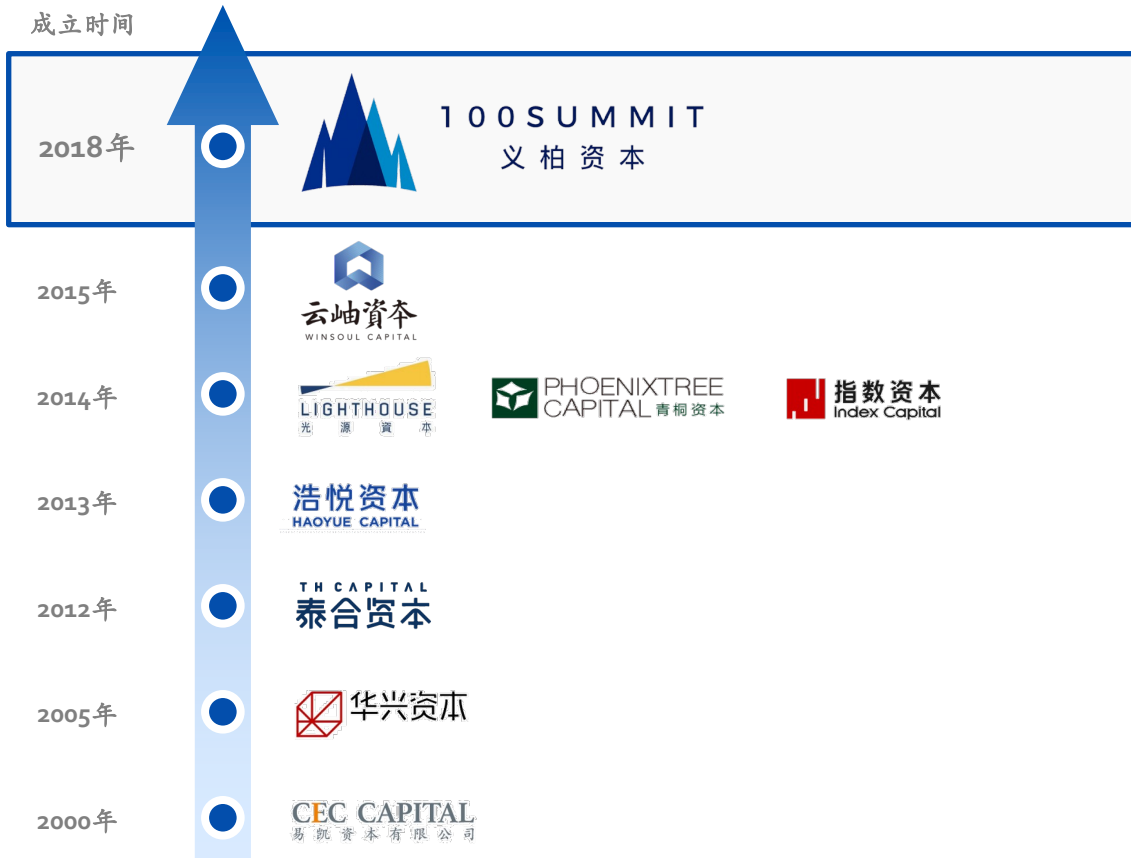 成立时间
2018年
100SUMMIT
义柏资本
2015年
云岫資本
WINSOUL CAPITAL
2014年
LIGHTHOUSE
光源資本
PHOENIXTREE
CAPITAL 青桐资本
指数资本
Index Capital
2013年
浩悦资本
HAOYUE CAPITAL
2012年
TH CAPITAL
泰合资本
2005年
华兴资本
2000年
CEC CAPITAL
易凯资本有限公司